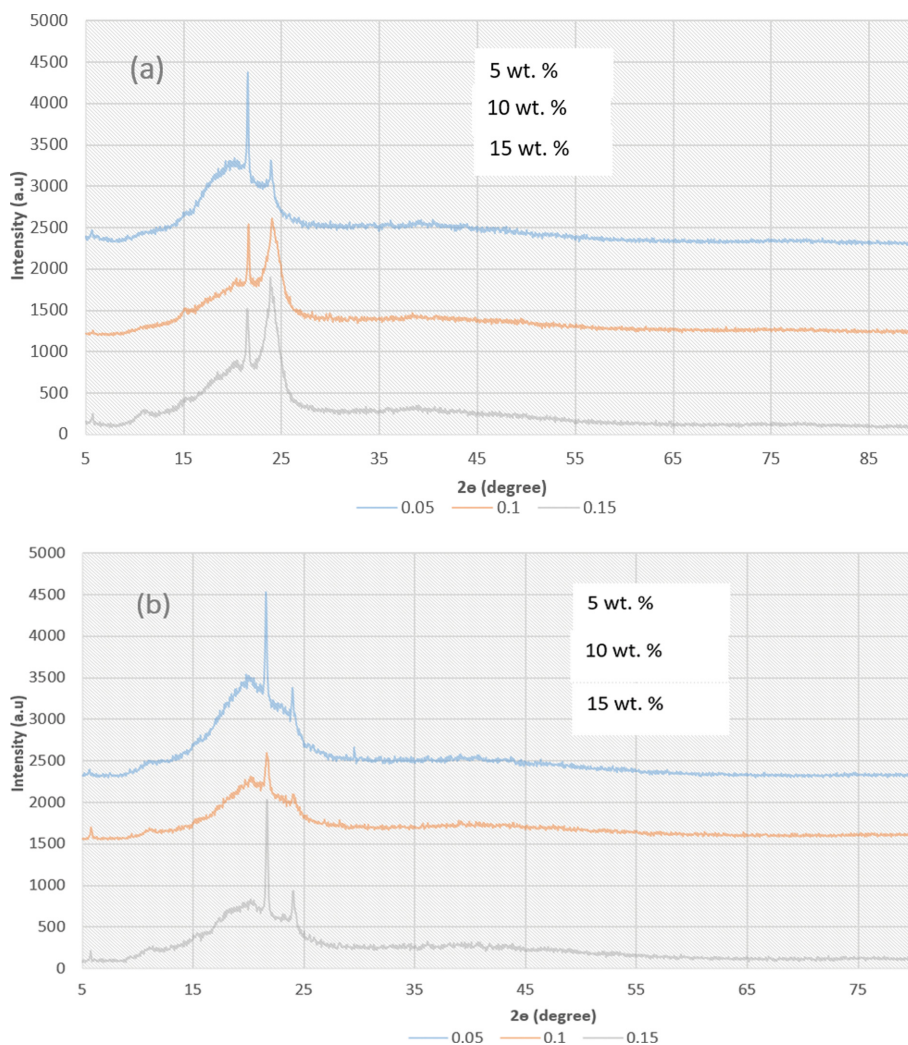 5000
4500
4000
3500
3000
2500
2000
1500
1000
500
0
Intensity (a.u)
(a)
5 wt. %
10 wt. %
15 wt. %
5 15 25 35 45 55 65 75 85
2ө (degree)
0.05 0.1 0.15
5000
4500
4000
3500
3000
2500
2000
1500
1000
500
0
Intensity (a.u)
(b)
5 wt. %
10 wt. %
15 wt. %
5 15 25 35 45 55 65 75
2ө (degree)
0.05 0.1 0.15